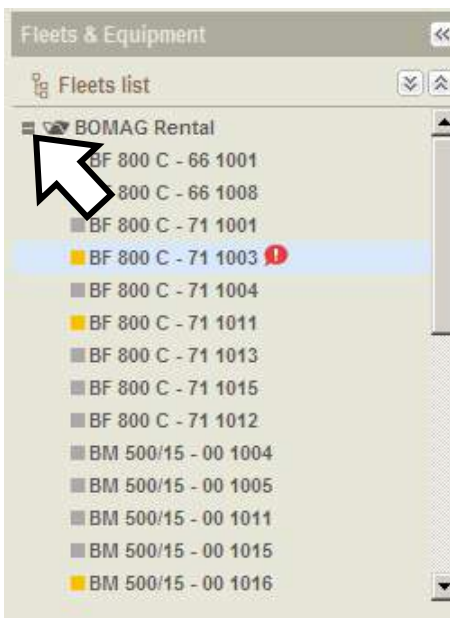 Fleets & Equipment
Fleets list
BOMAG Rental
BF 800 C - 66 1001
800 C - 66 1008
BF 800 C - 71 1001
BF 800 C - 71 1003
BF 800 C - 71 1004
BF 800 C - 71 1011
BF 800 C - 71 1013
BF 800 C - 71 1015
BF 800 C - 71 1012
BM 500/15 - 00 1004
BM 500/15 - 00 1005
BM 500/15 - 00 1011
BM 500/15 - 00 1015
BM 500/15 - 00 1016